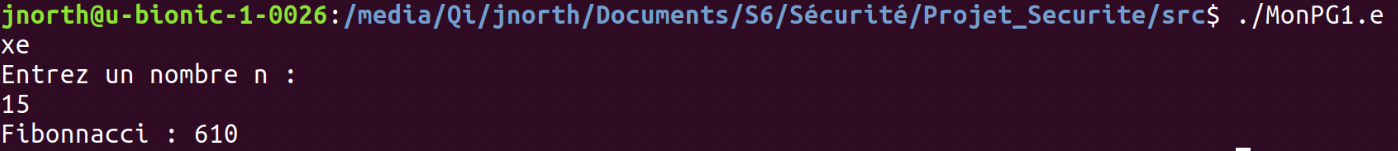 jnorth@u-bionic-1-0026:/media/Qi/jnorth/Documents/S6/Sécurité/Projet_Securite/src$ ./MonPG1.e
xe
Entrez un nombre n :
15
Fibonnacci : 610